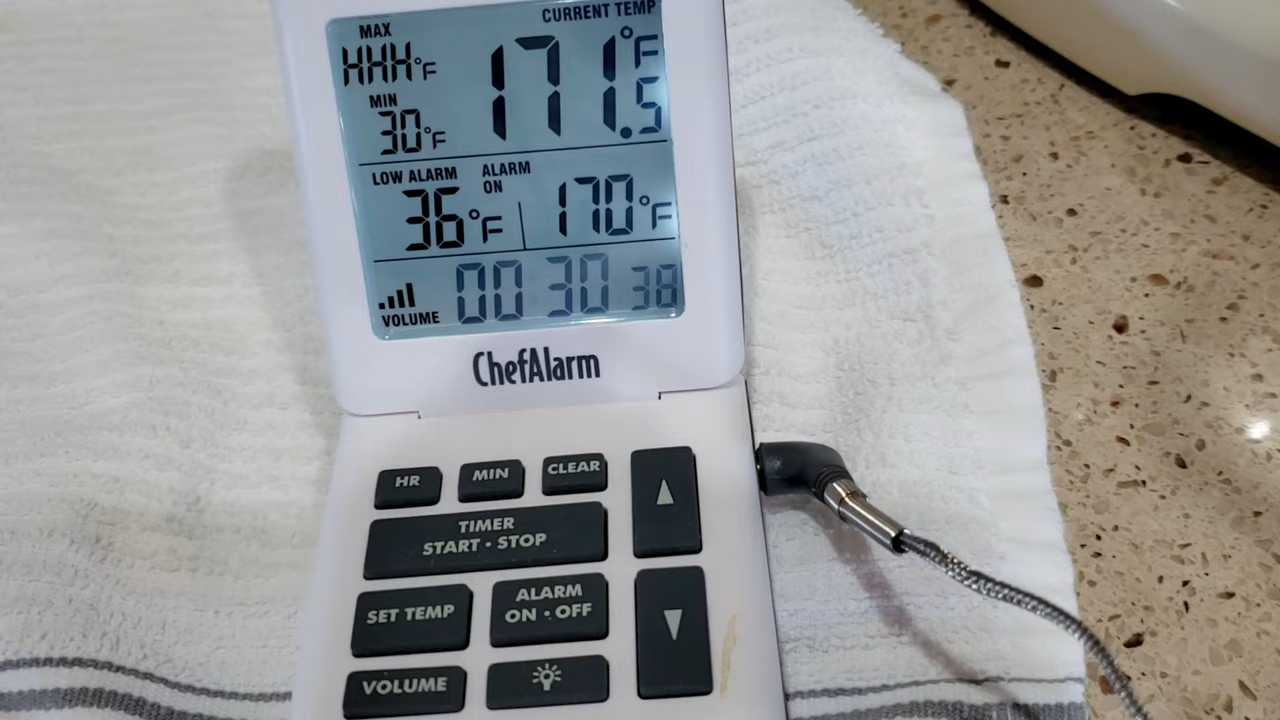 MAX
HHH°F
CURRENT TEMP
171.5°F
MIN
30°F
LOW ALARM
36°F
ALARM
ON
170°F
VOLUME
00 30 38
ChefAlarm
HR
MIN
CLEAR
TIMER
START · STOP
SET TEMP
ALARM
ON · OFF
VOLUME